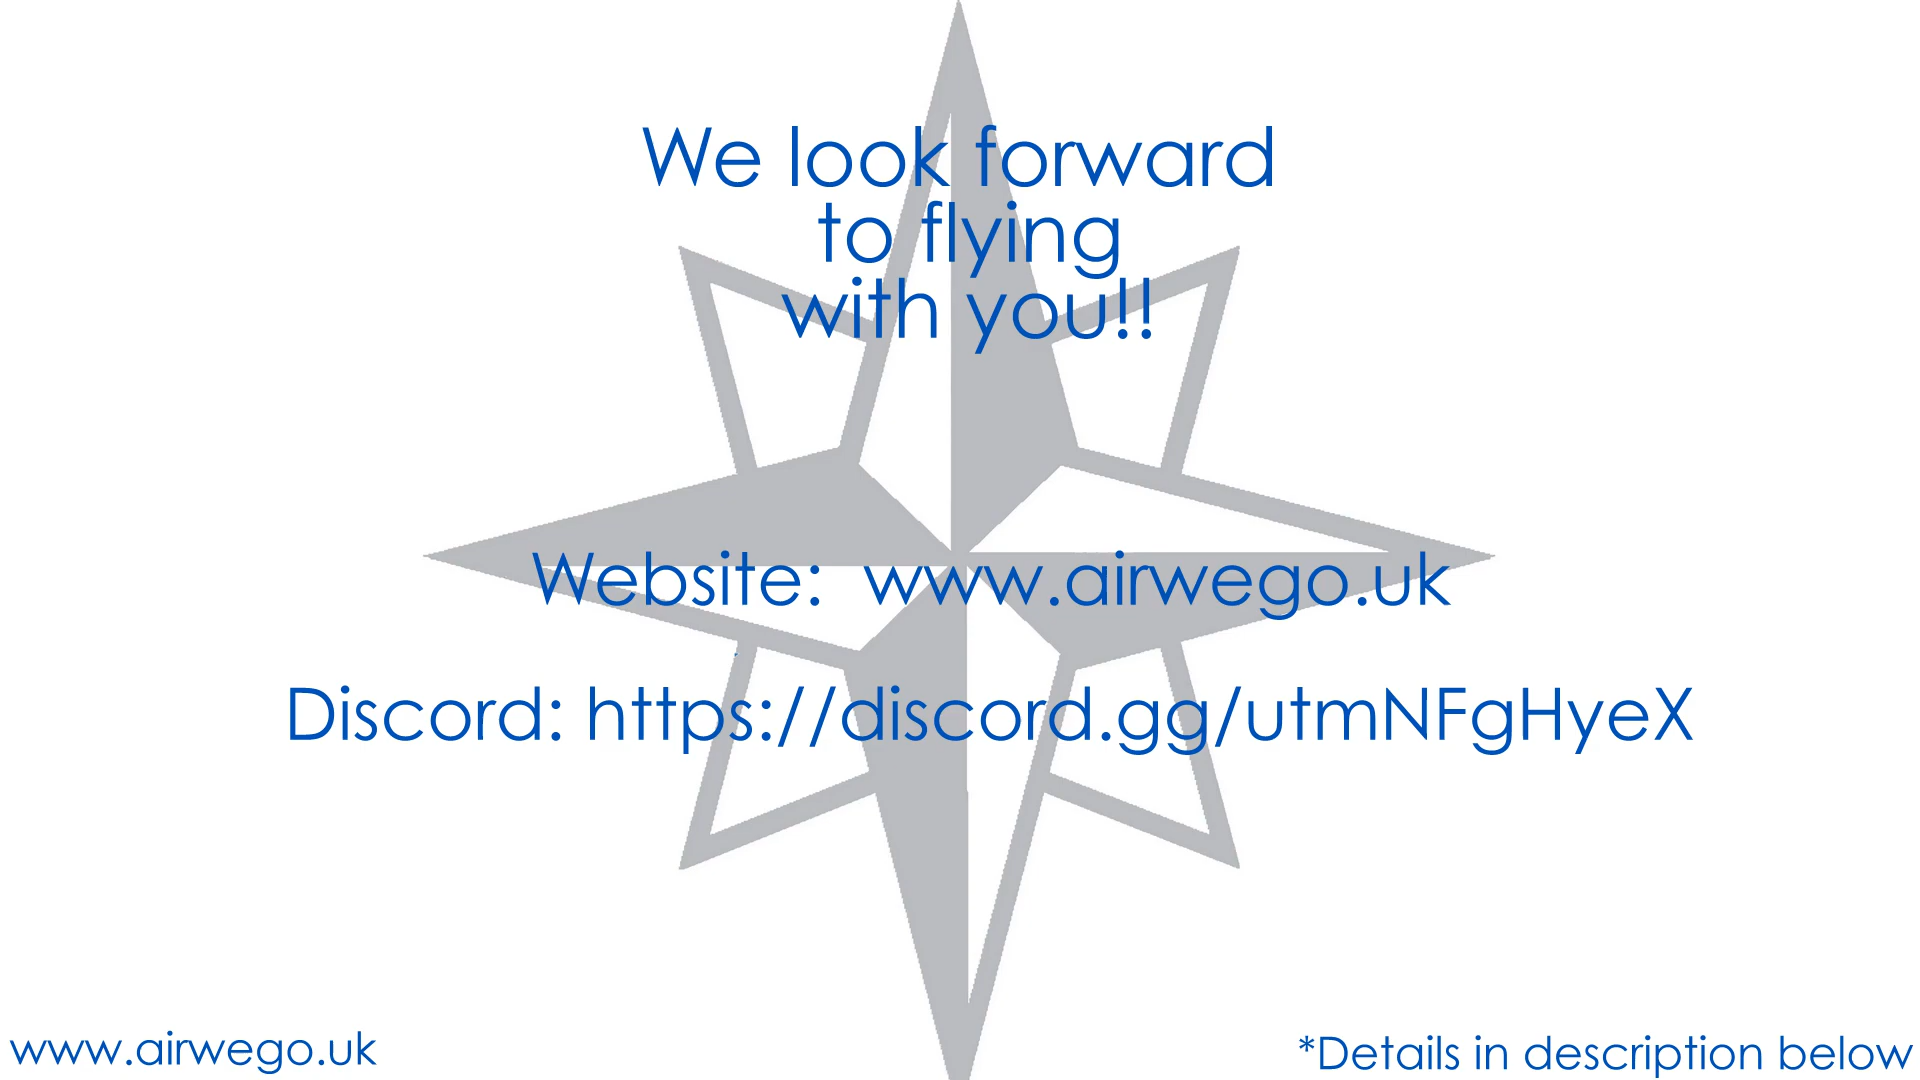 We look forward
to flying
with you!!
Website: www.airwego.uk
Discord: https://discord.gg/utmNFgHyeX
www.airwego.uk
*Details in description below